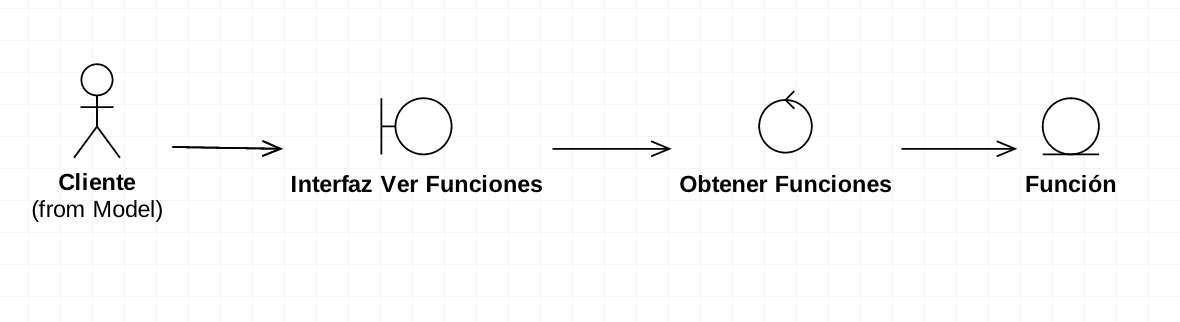 Cliente
(from Model)
Interfaz Ver Funciones
Obtener Funciones
Función